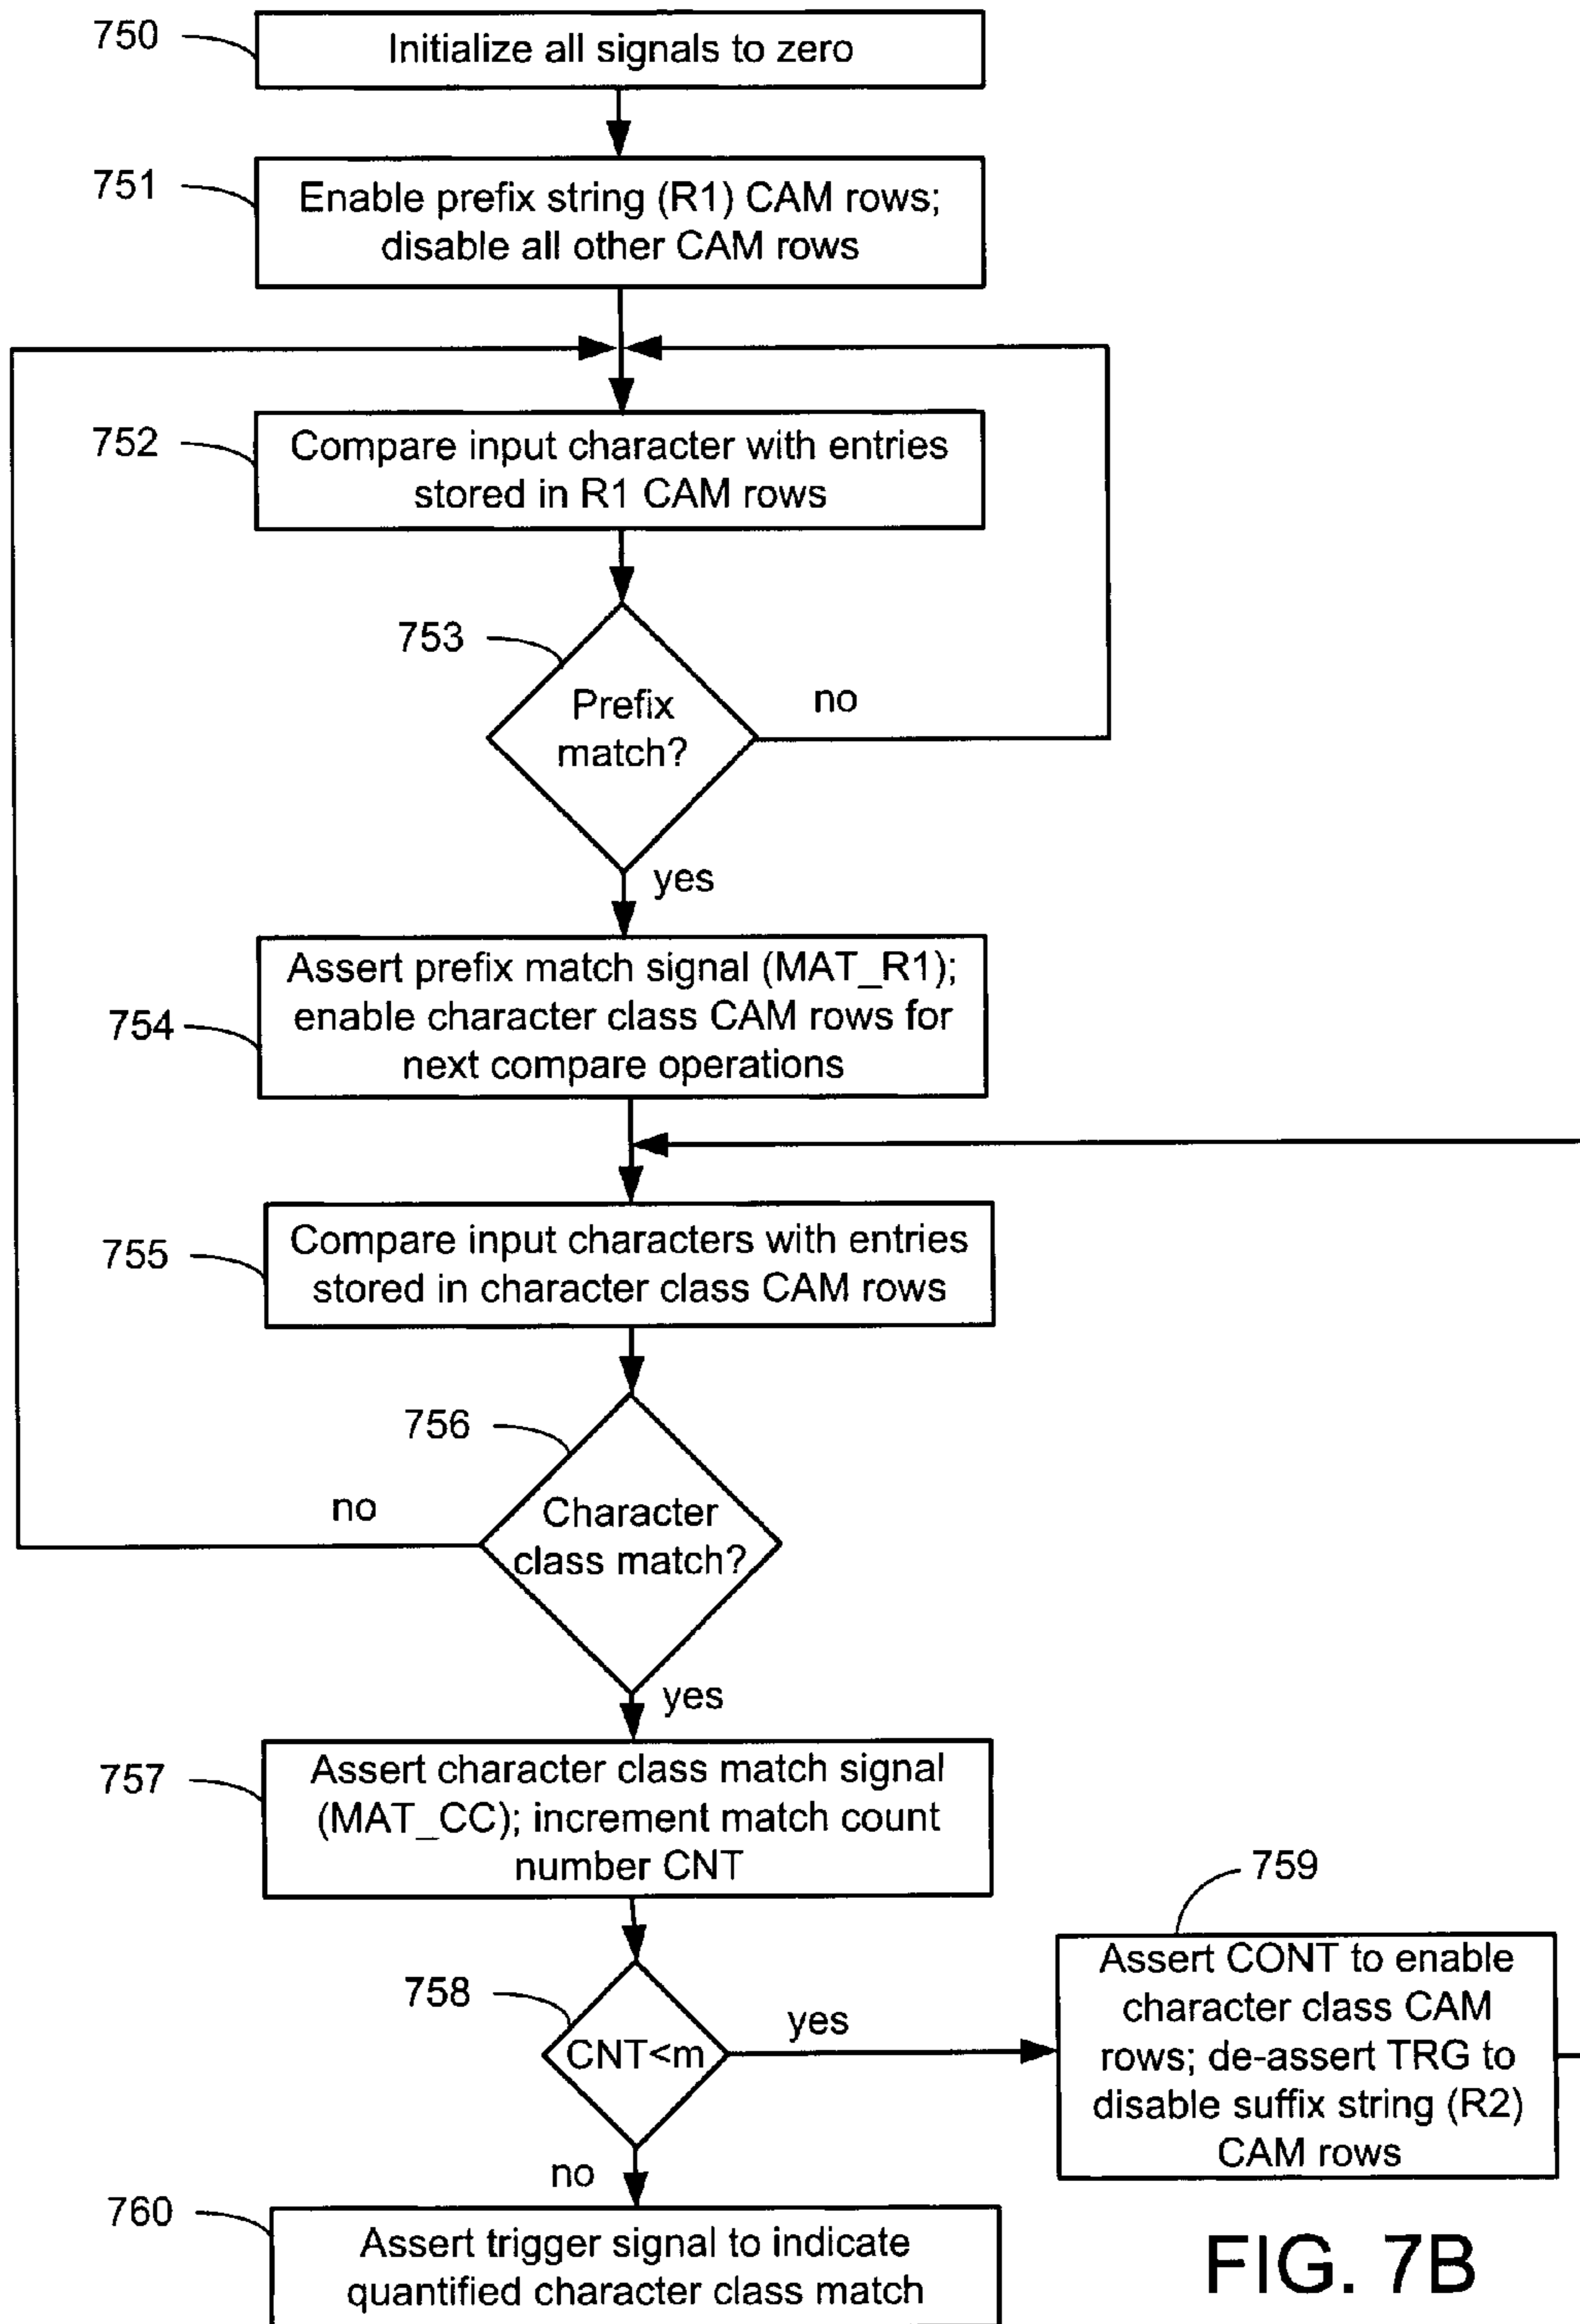 750
Initialize all signals to zero
751
Enable prefix string (R1) CAM rows;
disable all other CAM rows
752
Compare input character with entries
stored in R1 CAM rows
753
Prefix
match?
no
yes
754
Assert prefix match signal (MAT_R1);
enable character class CAM rows for
next compare operations
755
Compare input characters with entries
stored in character class CAM rows
756
no
Character
class match?
yes
757
Assert character class match signal
(MAT_CC); increment match count
number CNT
758
CNT<m
yes
759
Assert CONT to enable
character class CAM
rows; de-assert TRG to
disable suffix string (R2)
CAM rows
no
760
Assert trigger signal to indicate
quantified character class match
FIG. 7B